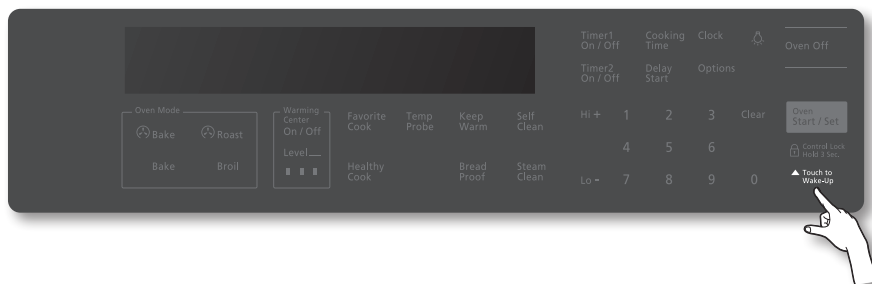 Timer1
On / Off
Cooking
Time
Clock
Oven Off
Timer2
On / Off
Delay
Start
Options
Oven Mode
Bake
Roast
Bake
Broil
Warming
Center
On / Off
Level
Favorite
Cook
Temp
Probe
Keep
Warm
Self
Clean
Healthy
Cook
Bread
Proof
Steam
Clean
Hi + 1 2 3 Clear
4 5 6
Lo - 7 8 9 0
Oven
Start / Set
Control Lock
Hold 3 Sec.
Touch to
Wake-Up